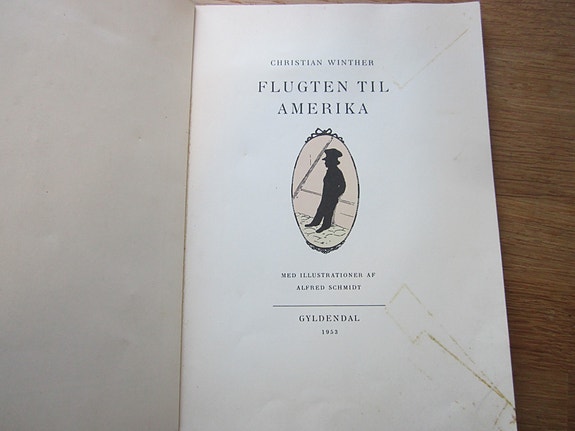 CHRISTIAN WINTHER
FLUGTEN TIL
AMERIKA
MED ILLUSTRATIONER AF
ALFRED SCHMIDT
GYLDENDAL
1953